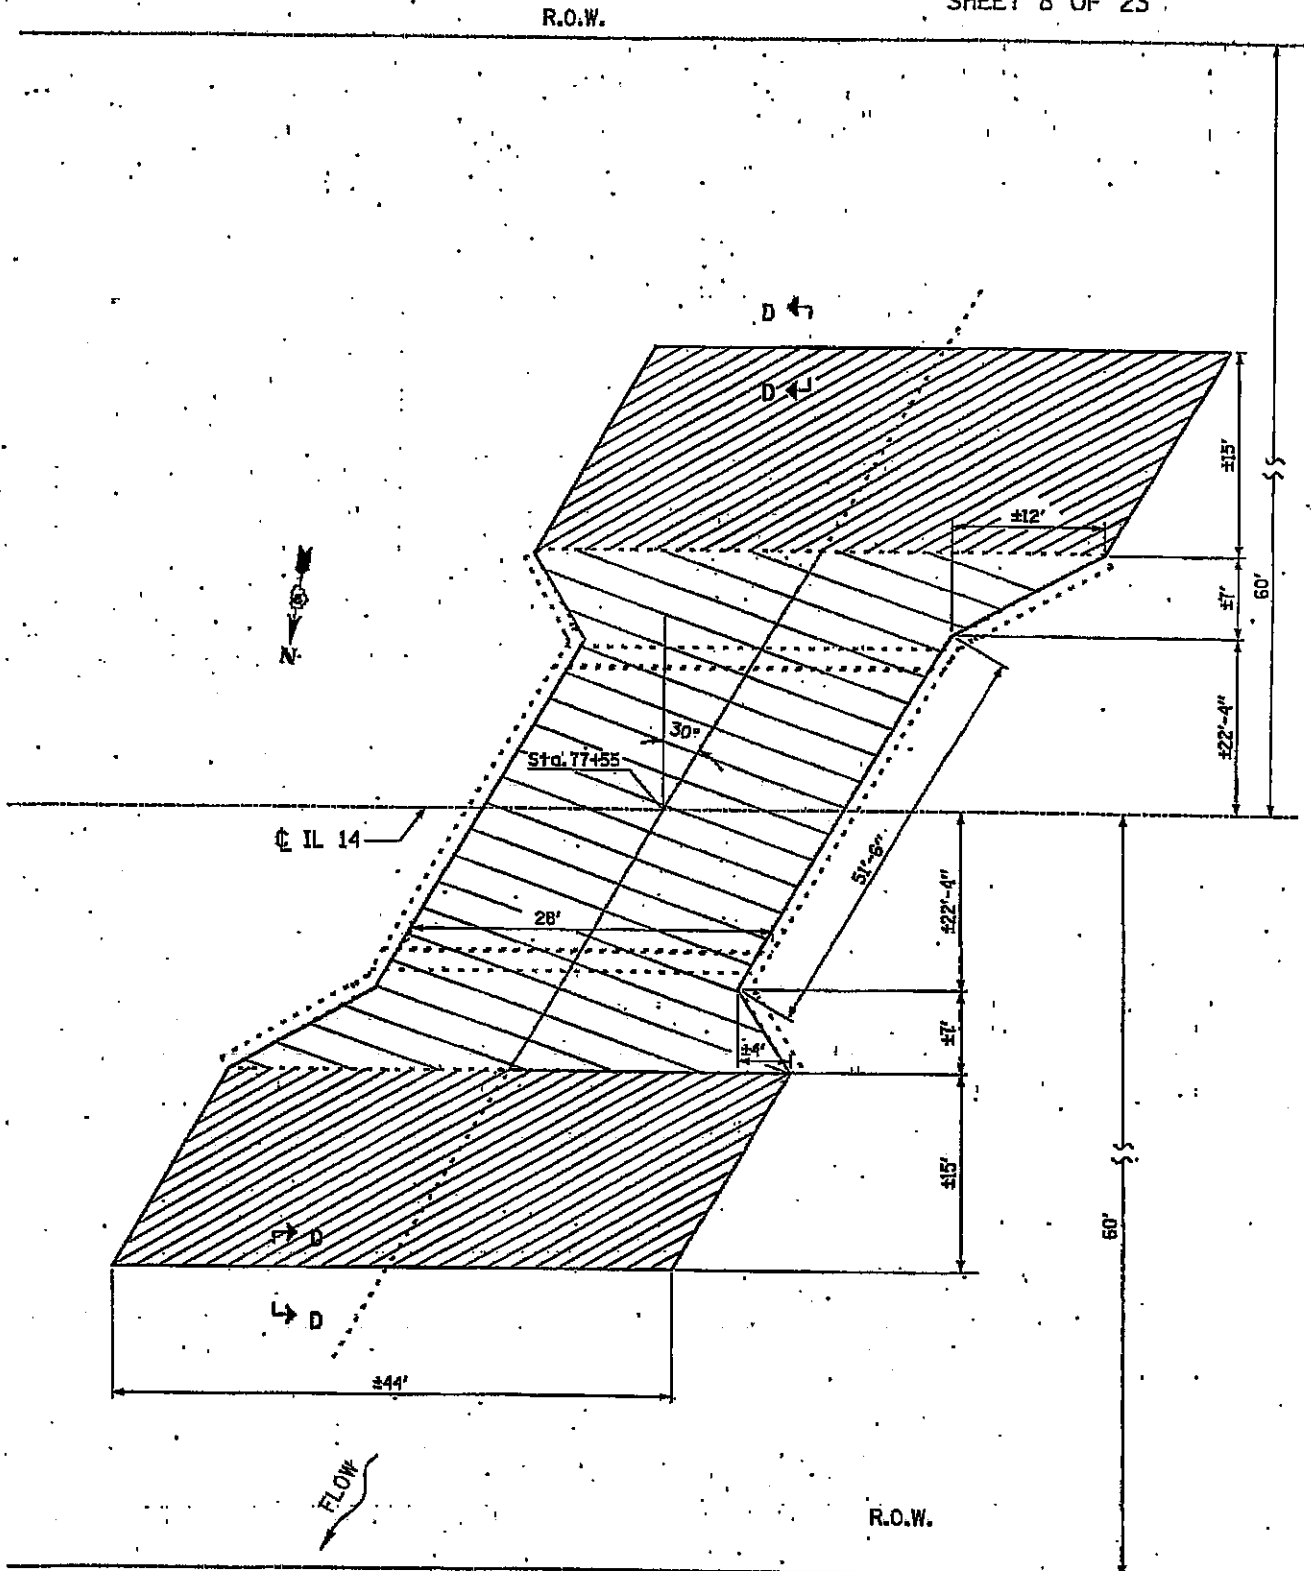 SHEET 8 OF 23
R.O.W.
D
D
±15'
±12'
±7'
60'
N
30°
±22'-4"
Sta. 77+55
℄ IL 14
51'-6"
28'
±22'-4"
±7'
±15'
60'
D
D
±44'
FLOW
R.O.W.